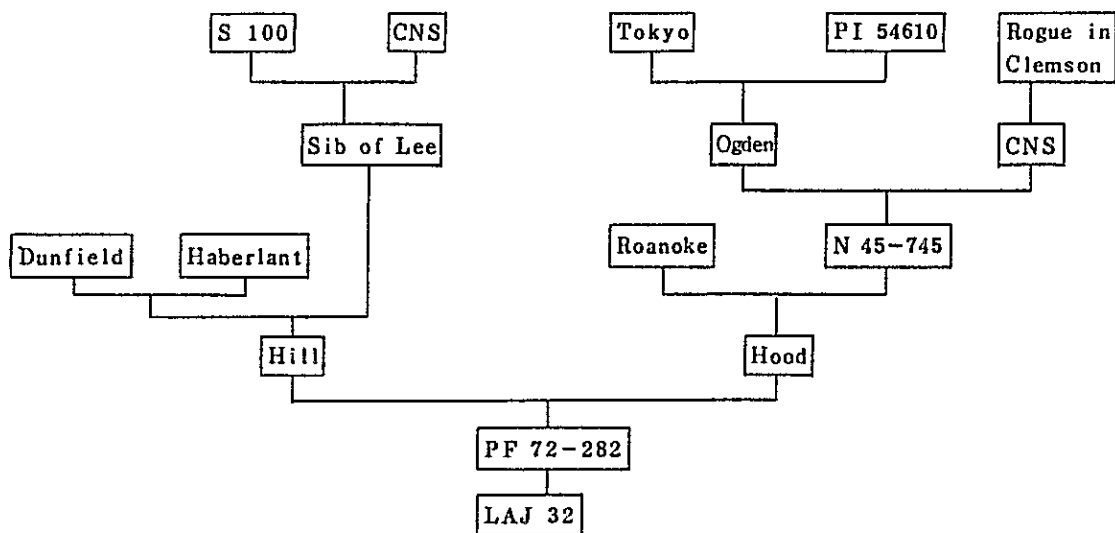 S 100
CNS
Tokyo
PI 54610
Rogue in
Clemson
Sib of Lee
Ogden
CNS
Dunfield
Haberlant
Roanoke
N 45-745
Hill
Hood
PF 72-282
LAJ 32